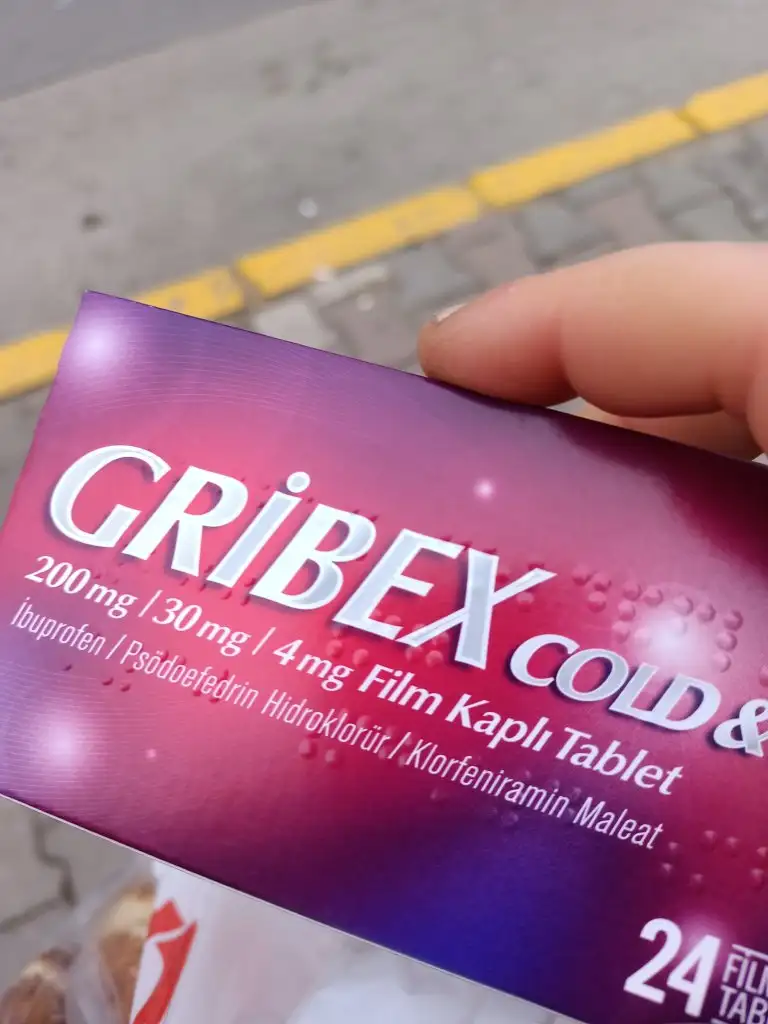 GRİBEX COLD &
200 mg / 30 mg / 4 mg Film Kaplı Tablet
İbuprofen / Psödoefedrin Hidroklorür / Klorfeniramin Maleat
24